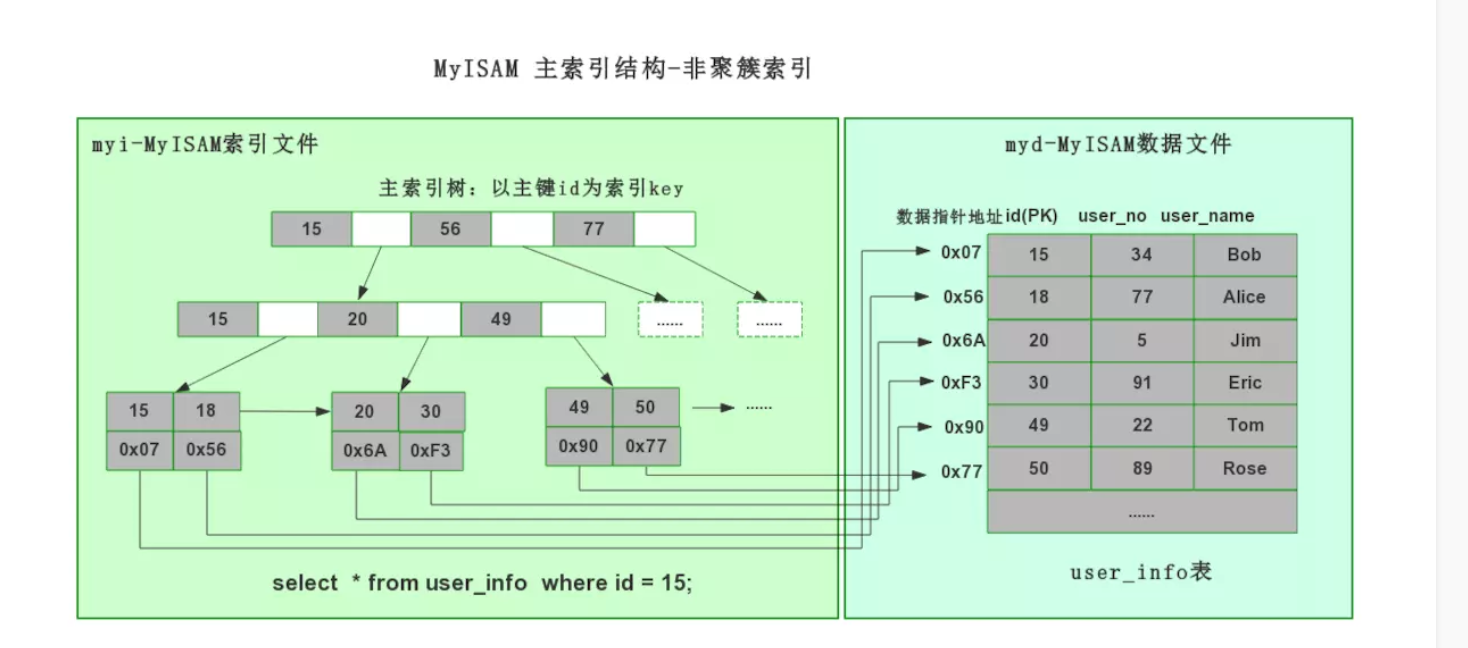 MyISAM 主索引结构-非聚簇索引
myi-MyISAM索引文件
主索引树：以主键id为索引key
15 56 77
15 20 49 ...... ......
15 18 20 30 49 50 ......
0x07 0x56 0x6A 0xF3 0x90 0x77
select * from user_info where id = 15;
myd-MyISAM数据文件
数据指针地址 id(PK) user_no user_name
0x07 15 34 Bob
0x56 18 77 Alice
0x6A 20 5 Jim
0xF3 30 91 Eric
0x90 49 22 Tom
0x77 50 89 Rose
......
user_info表